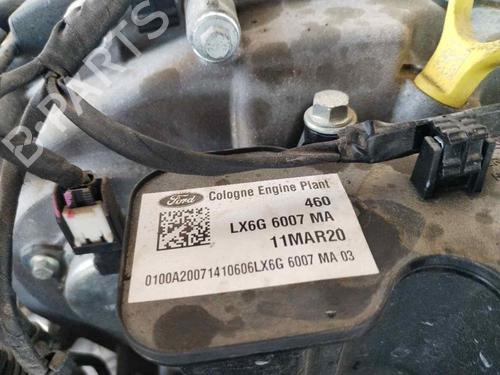 B-PARTS
Ford
Cologne Engine Plant
460
LX6G 6007 MA
11MAR20
0100A20071410606LX6G 6007 MA 03